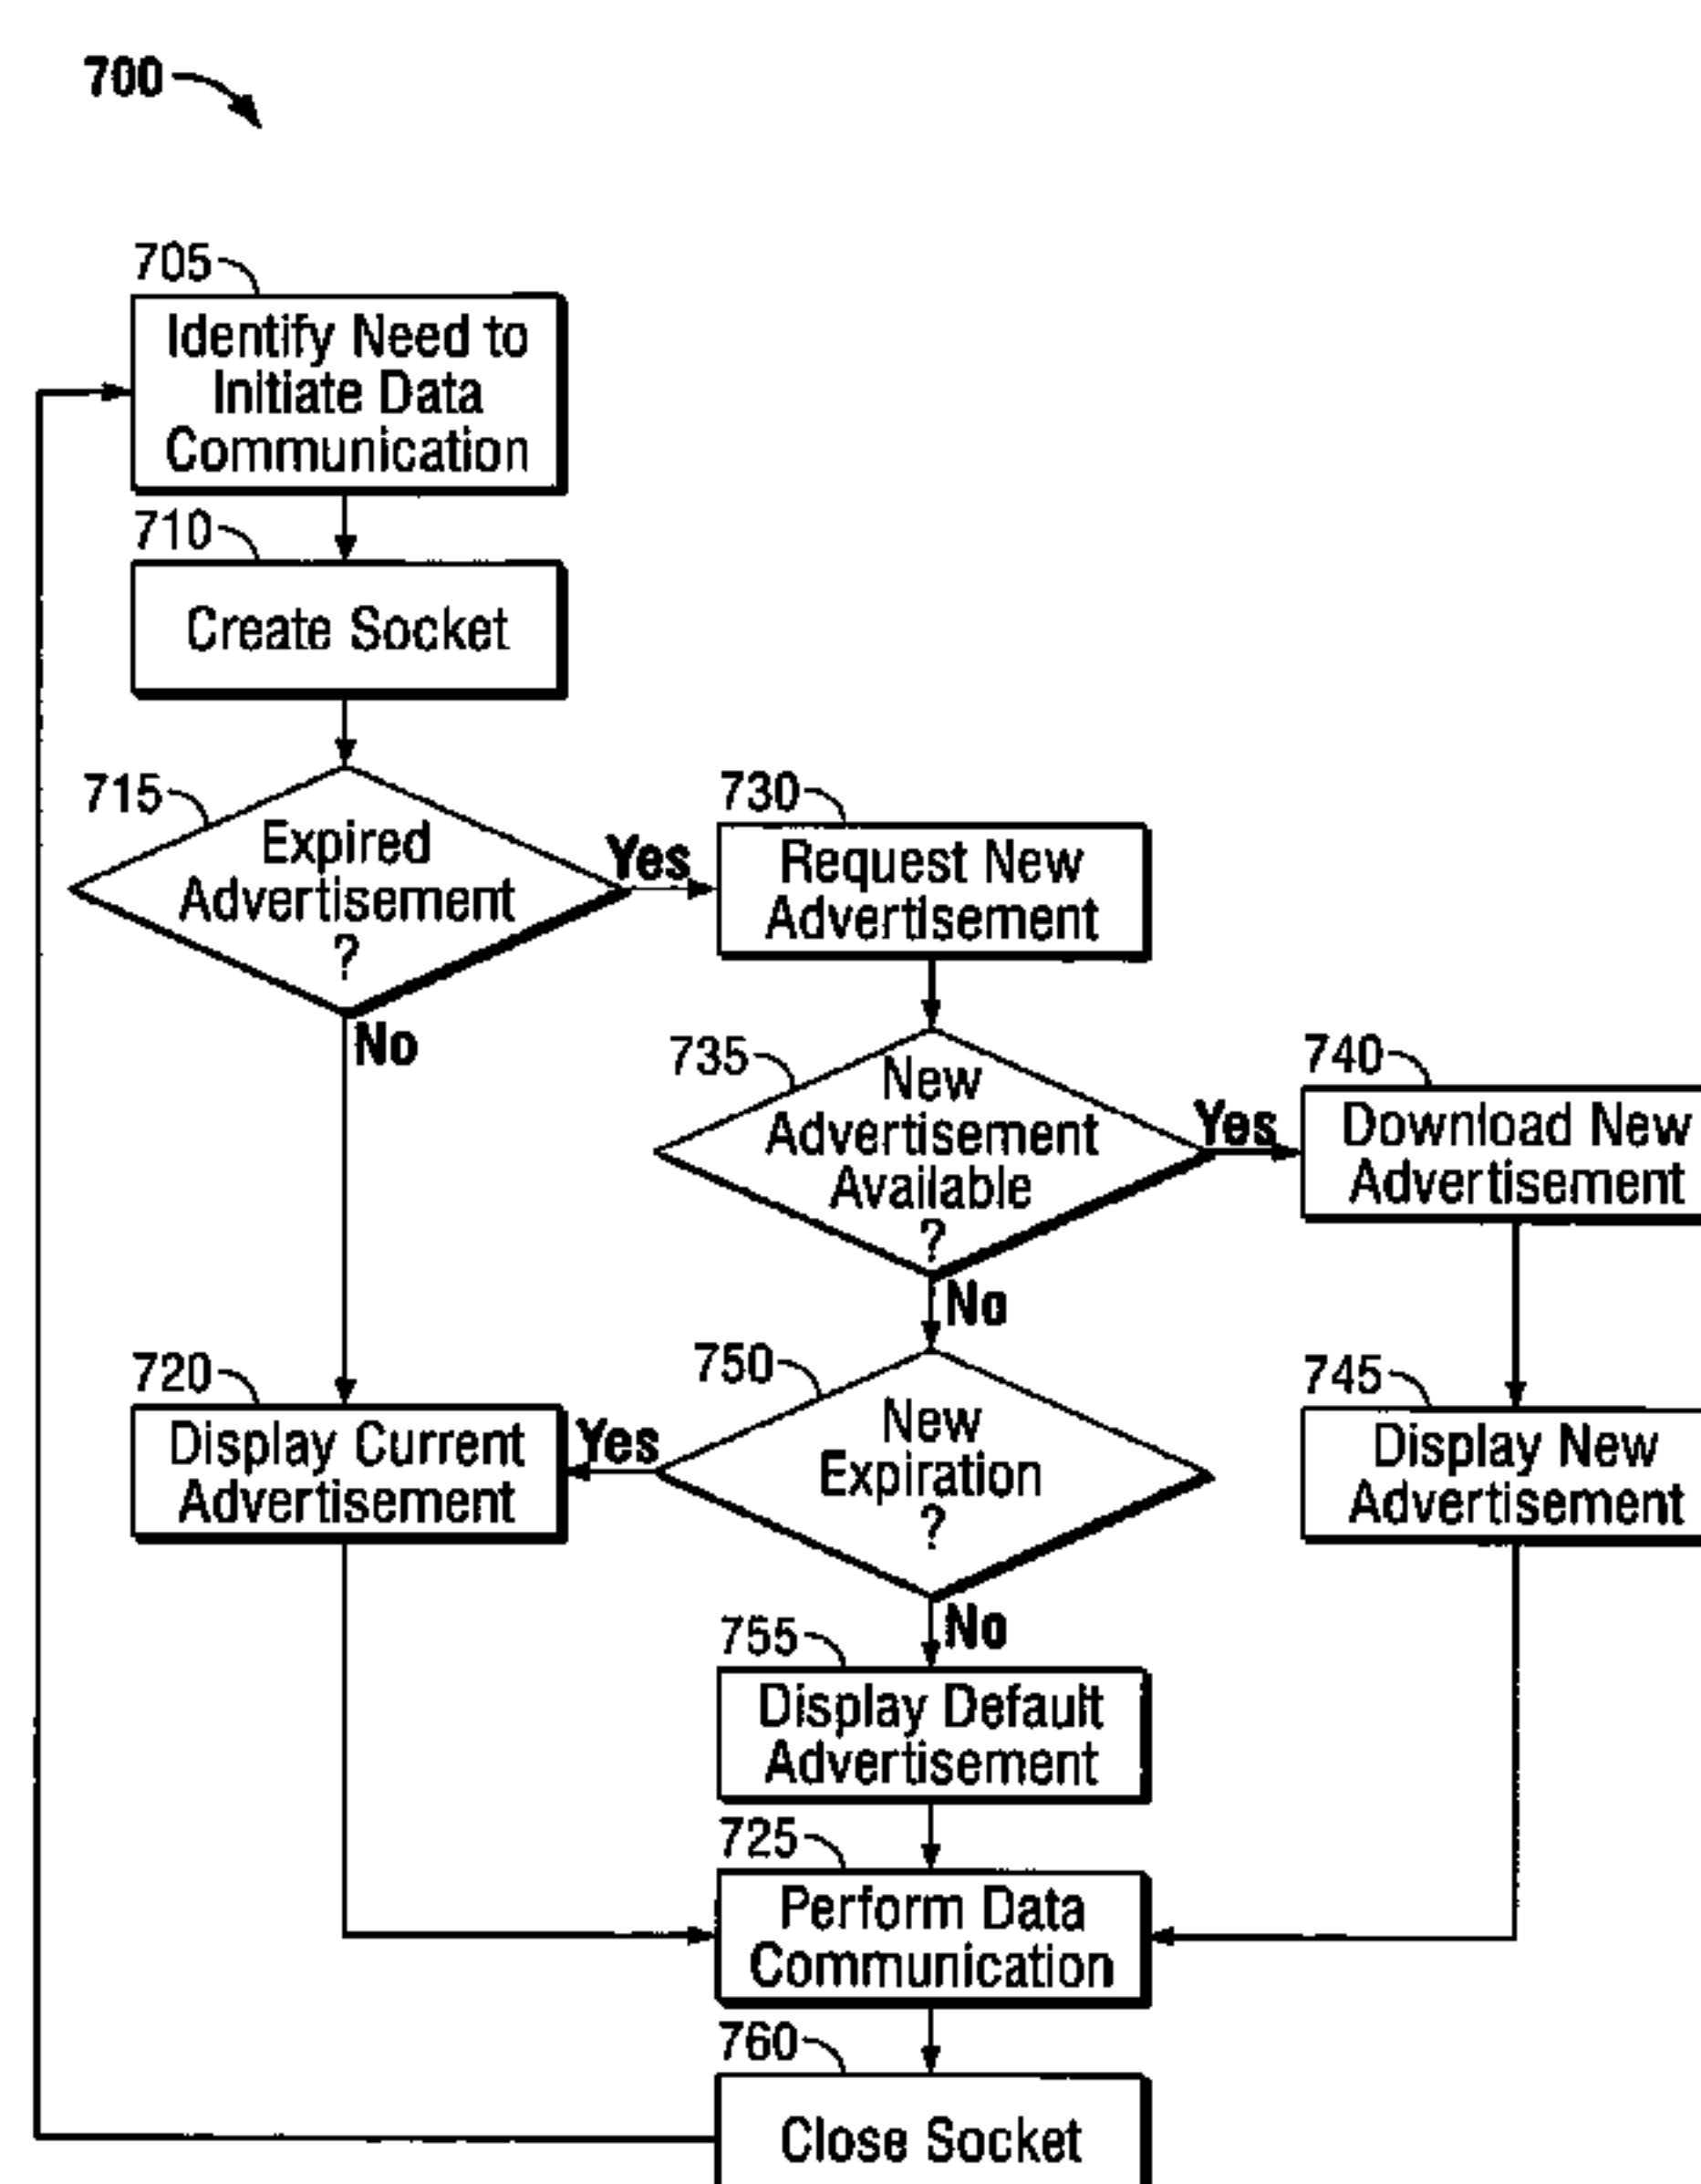 700
705
Identify Need to
Initiate Data
Communication
710
Create Socket
715
Expired
Advertisement
?
Yes
No
730
Request New
Advertisement
735
New
Advertisement
Available
?
Yes
No
740
Download New
Advertisement
720
Display Current
Advertisement
750
New
Expiration
?
Yes
No
745
Display New
Advertisement
755
Display Default
Advertisement
725
Perform Data
Communication
760
Close Socket